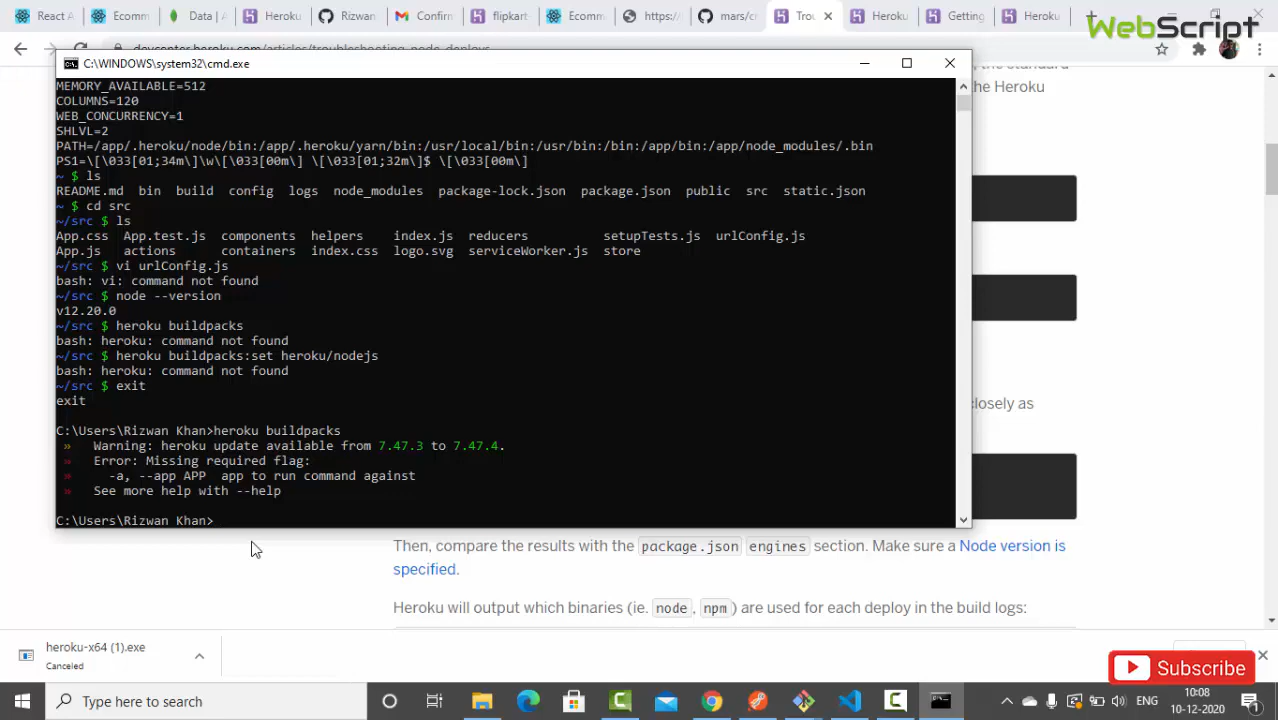 React A
Ecomm
Data | A
Heroku
Rizwan
Confirm
flipkart
Ecomm
https:/
mars/c
Trou
Heroku
Getting
Heroku
WebScript
devcenter.heroku.com/articles/troubleshooting-node-deploys
C:\WINDOWS\system32\cmd.exe
the standard
he Heroku
MEMORY_AVAILABLE=512
COLUMNS=120
WEB_CONCURRENCY=1
SHLVL=2
PATH=/app/.heroku/node/bin:/app/.heroku/yarn/bin:/usr/local/bin:/usr/bin:/bin:/app/bin:/app/node_modules/.bin
PS1=\[\033[01;34m\]\w\[\033[00m\] \[\033[01;32m\]$ \[\033[00m\]
~ $ ls
README.md bin build config logs node_modules package-lock.json package.json public src static.json
~ $ cd src
~/src $ ls
App.css App.test.js components helpers index.js reducers setupTests.js urlConfig.js
App.js actions containers index.css logo.svg serviceWorker.js store
~/src $ vi urlConfig.js
bash: vi: command not found
~/src $ node --version
v12.20.0
~/src $ heroku buildpacks
bash: heroku: command not found
~/src $ heroku buildpacks:set heroku/nodejs
bash: heroku: command not found
~/src $ exit
exit
closely as
C:\Users\Rizwan Khan>heroku buildpacks
» Warning: heroku update available from 7.47.3 to 7.47.4.
» Error: Missing required flag:
» -a, --app APP app to run command against
» See more help with --help
C:\Users\Rizwan Khan>
Then, compare the results with the package.json engines section. Make sure a Node version is
specified.
Heroku will output which binaries (ie. node, npm) are used for each deploy in the build logs:
heroku-x64 (1).exe
Canceled
Subscribe
Type here to search
ENG
10:08
10-12-2020